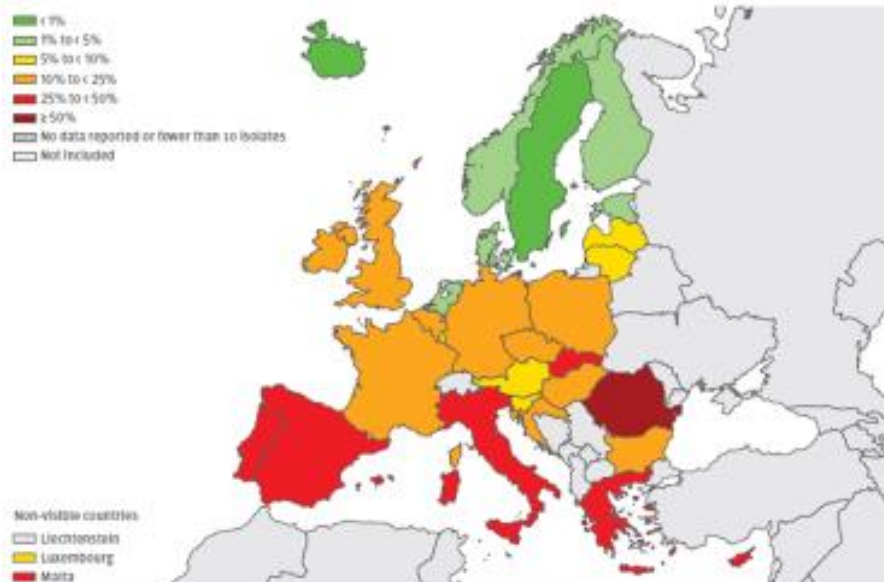 < 1%
1% to < 5%
5% to < 10%
10% to < 25%
25% to < 50%
≥ 50%
No data reported or fewer than 10 isolates
Not included
Non-visible countries
Liechtenstein
Luxembourg
Malta